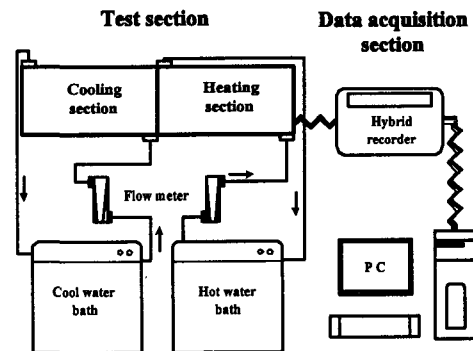 Test section
Data acquisition
section
Cooling
section
Heating
section
Hybrid
recorder
Flow meter
Cool water
bath
Hot water
bath
P C